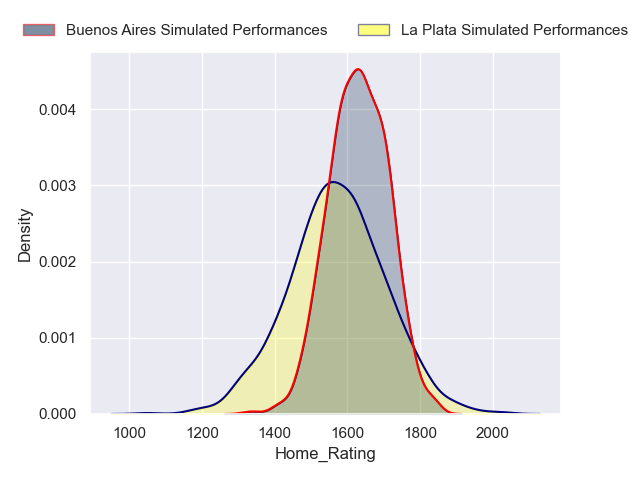 Buenos Aires Simulated Performances La Plata Simulated Performances
0.004
0.003
0.002
0.001
0.000
Density
1000 1200 1400 1600 1800 2000
Home_Rating